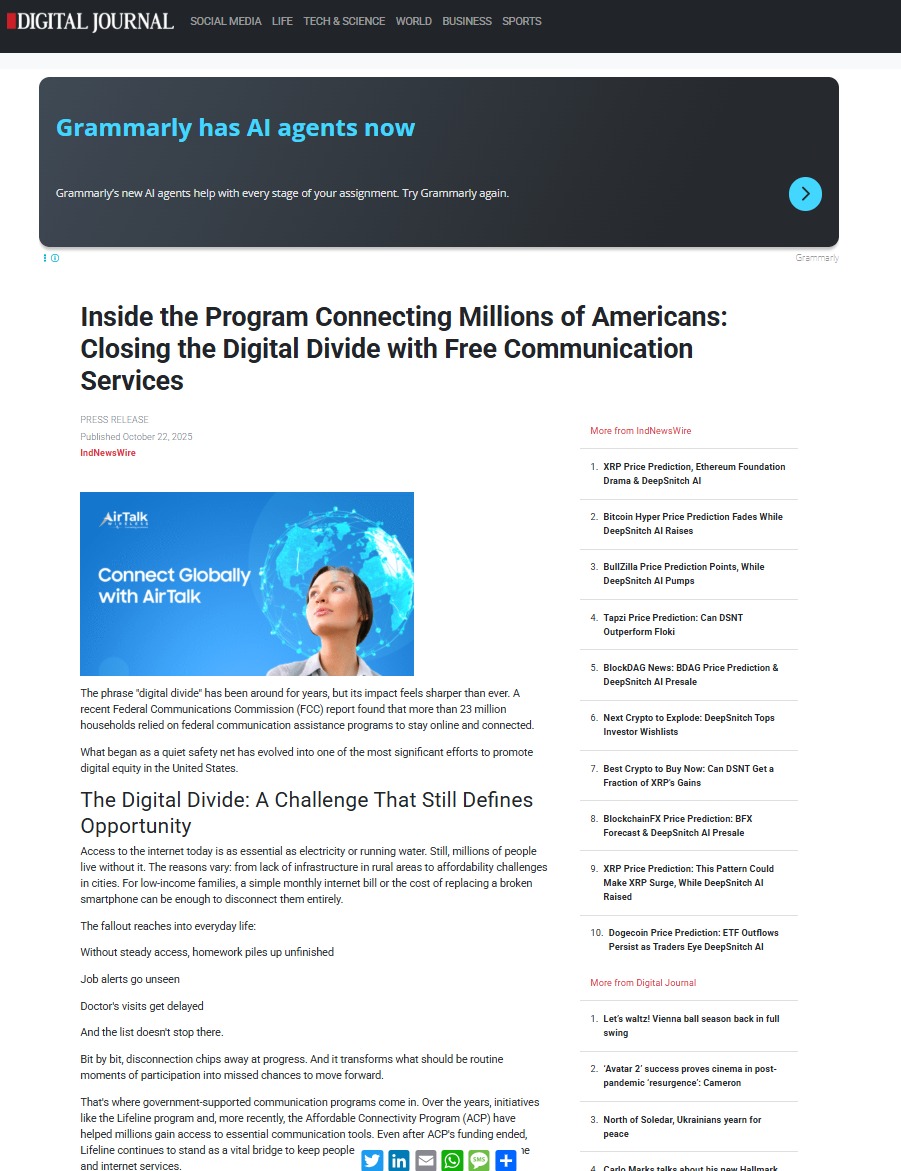 DIGITAL JOURNAL
SOCIAL MEDIA LIFE TECH & SCIENCE WORLD BUSINESS SPORTS
Grammarly has AI agents now
Grammarly's new AI agents help with every stage of your assignment. Try Grammarly again.
Grammarly
Inside the Program Connecting Millions of Americans:
Closing the Digital Divide with Free Communication
Services
PRESS RELEASE
Published October 22, 2025
IndNewsWire
AirTalk
WIRELESS
Connect Globally
with AirTalk
The phrase "digital divide" has been around for years, but its impact feels sharper than ever. A
recent Federal Communications Commission (FCC) report found that more than 23 million
households relied on federal communication assistance programs to stay online and connected.
What began as a quiet safety net has evolved into one of the most significant efforts to promote
digital equity in the United States.
The Digital Divide: A Challenge That Still Defines
Opportunity
Access to the internet today is as essential as electricity or running water. Still, millions of people
live without it. The reasons vary: from lack of infrastructure in rural areas to affordability challenges
in cities. For low-income families, a simple monthly internet bill or the cost of replacing a broken
smartphone can be enough to disconnect them entirely.
The fallout reaches into everyday life:
Without steady access, homework piles up unfinished
Job alerts go unseen
Doctor's visits get delayed
And the list doesn't stop there.
Bit by bit, disconnection chips away at progress. And it transforms what should be routine
moments of participation into missed chances to move forward.
That's where government-supported communication programs come in. Over the years, initiatives
like the Lifeline program and, more recently, the Affordable Connectivity Program (ACP) have
helped millions gain access to essential communication tools. Even after ACP's funding ended,
Lifeline continues to stand as a vital bridge to keep people
and internet services.
SMS
More from IndNewsWire
1. XRP Price Prediction, Ethereum Foundation
Drama & DeepSnitch AI
2. Bitcoin Hyper Price Prediction Fades While
DeepSnitch AI Raises
3. BullZilla Price Prediction Points, While
DeepSnitch AI Pumps
4. Tapzi Price Prediction: Can DSNT
Outperform Floki
5. BlockDAG News: BDAG Price Prediction &
DeepSnitch AI Presale
6. Next Crypto to Explode: DeepSnitch Tops
Investor Wishlists
7. Best Crypto to Buy Now: Can DSNT Get a
Fraction of XRP's Gains
8. BlockchainFX Price Prediction: BFX
Forecast & DeepSnitch AI Presale
9. XRP Price Prediction: This Pattern Could
Make XRP Surge, While DeepSnitch AI
Raised
10. Dogecoin Price Prediction: ETF Outflows
Persist as Traders Eye DeepSnitch AI
More from Digital Journal
1. Let's waltz! Vienna ball season back in full
swing
2. 'Avatar 2' success proves cinema in post-
pandemic 'resurgence': Cameron
3. North of Soledar, Ukrainians yearn for
peace
4. Carlo Marks talks about his new Hallmark